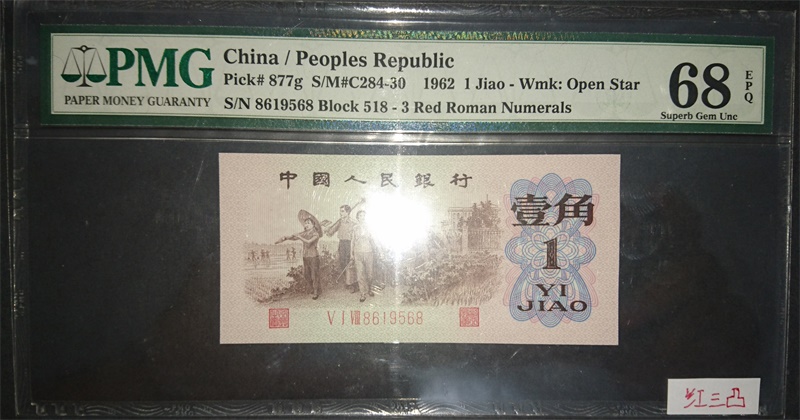 PMG
PAPER MONEY GUARANTY
China / Peoples Republic
Pick# 877g S/M#C284-30 1962 1 Jiao - Wmk: Open Star
S/N 8619568 Block 518 - 3 Red Roman Numerals
68
EPQ
Superb Gem Unc
中國人民銀行
壹角
1
YI
JIAO
V I VIII 8619568
红三凸